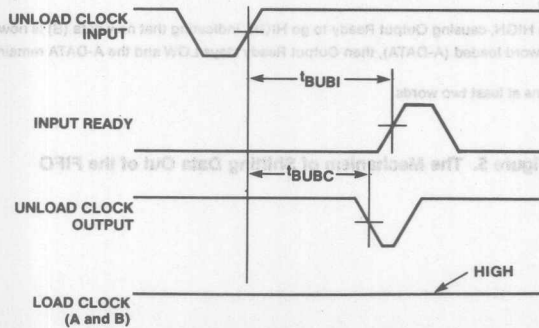 UNLOAD CLOCK
INPUT
tBUBI
INPUT READY
tBUBC
UNLOAD CLOCK
OUTPUT
HIGH
LOAD CLOCK
(A and B)